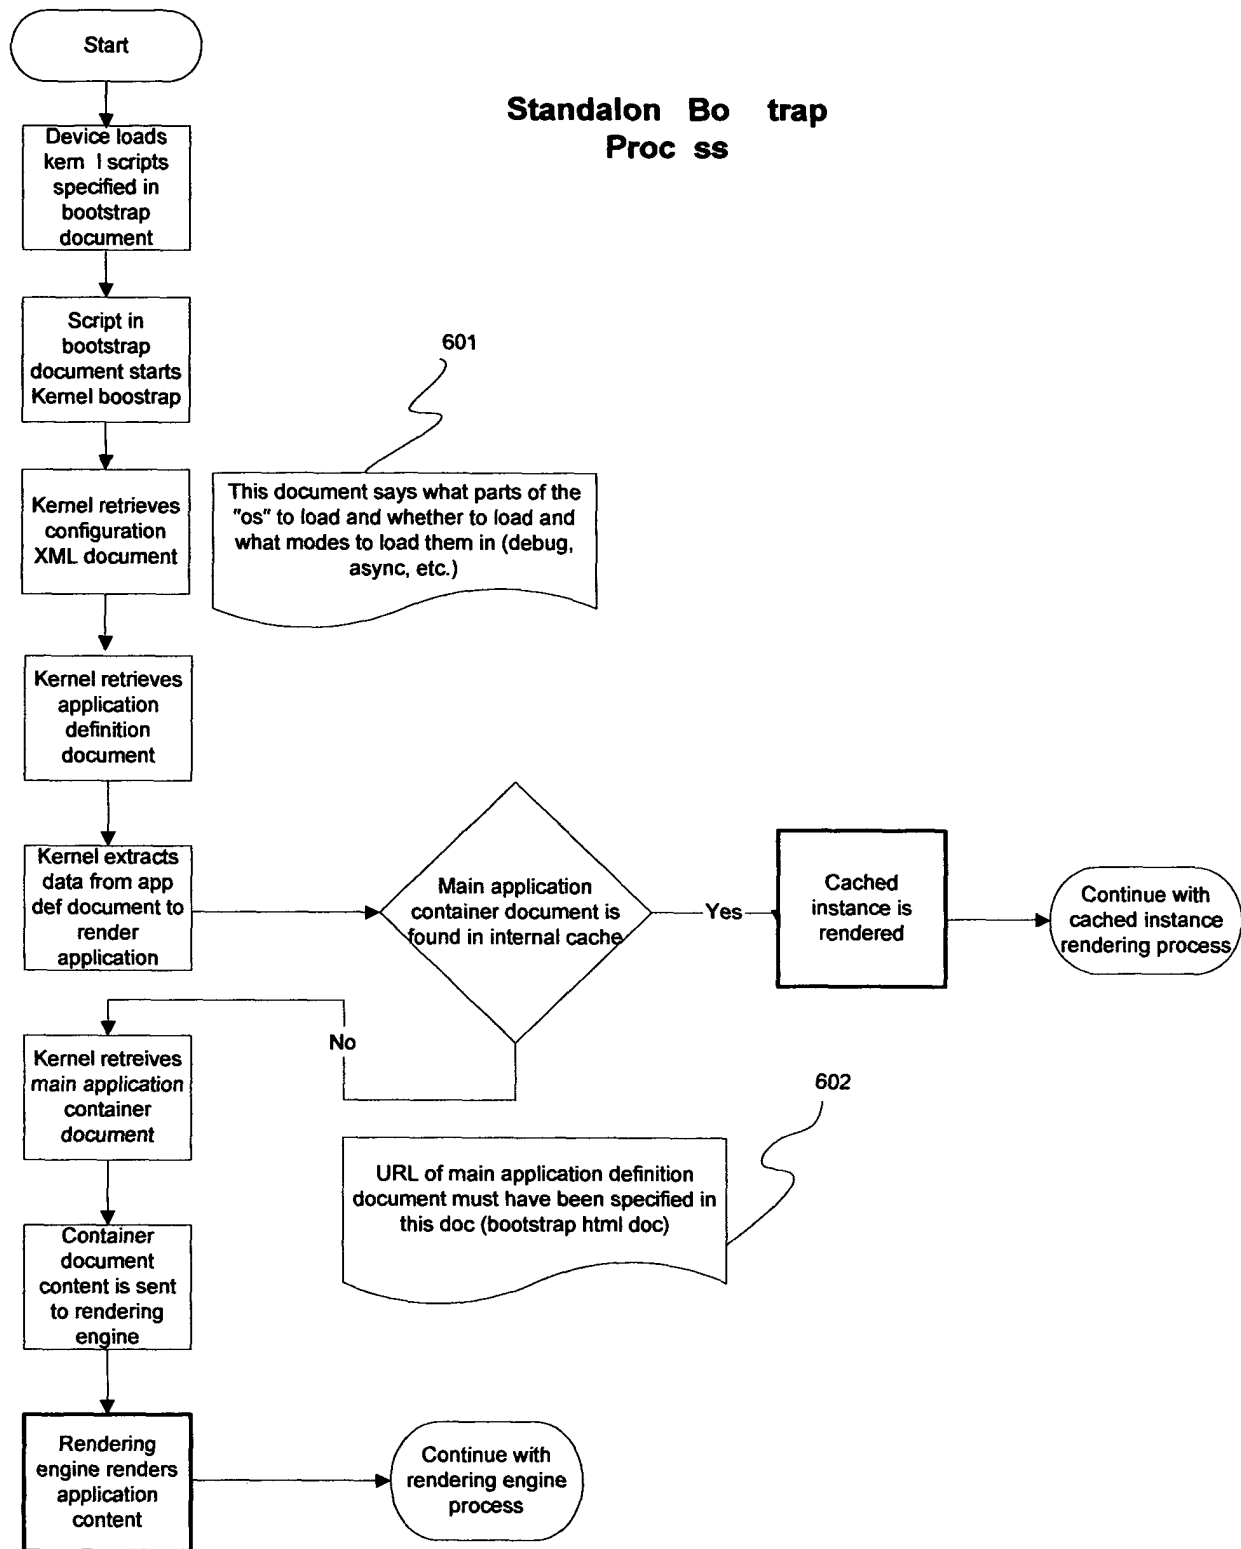 Start
Standalon Bo trap
Proc ss
Device loads
kern l scripts
specified in
bootstrap
document
Script in
bootstrap
document starts
Kernel boostrap
601
Kernel retrieves
configuration
XML document
This document says what parts of the
"os" to load and whether to load and
what modes to load them in (debug,
async, etc.)
Kernel retrieves
application
definition
document
Kernel extracts
data from app
def document to
render
application
Main application
container document is
found in internal cache
Yes
Cached
instance is
rendered
Continue with
cached instance
rendering process
No
Kernel retreives
main application
container
document
602
URL of main application definition
document must have been specified in
this doc (bootstrap html doc)
Container
document
content is sent
to rendering
engine
Rendering
engine renders
application
content
Continue with
rendering engine
process